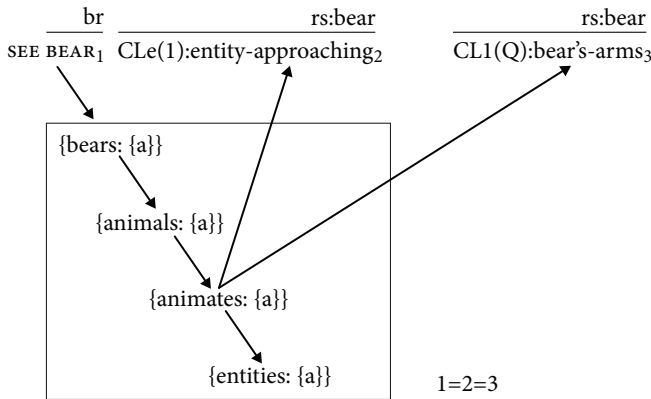 br rs:bear rs:bear
SEE BEAR₁ CLe(1):entity-approaching₂ CL1(Q):bear’s-arms₃
{bears: {a}}
{animals: {a}}
{animates: {a}}
{entities: {a}}
1=2=3